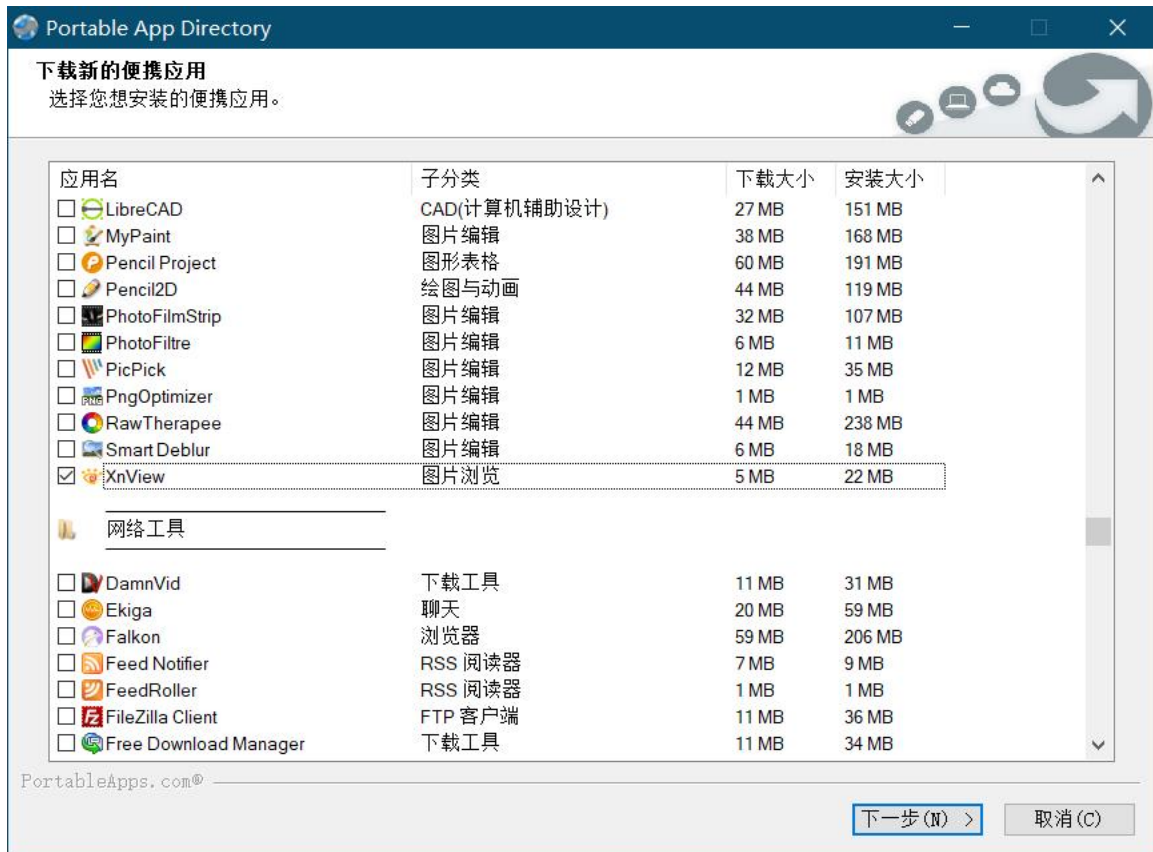 Portable App Directory
下载新的便携应用
选择您想安装的便携应用。
应用名 子分类 下载大小 安装大小
LibreCAD CAD(计算机辅助设计) 27 MB 151 MB
MyPaint 图片编辑 38 MB 168 MB
Pencil Project 图形表格 60 MB 191 MB
Pencil2D 绘图与动画 44 MB 119 MB
PhotoFilmStrip 图片编辑 32 MB 107 MB
PhotoFiltre 图片编辑 6 MB 11 MB
PicPick 图片编辑 12 MB 35 MB
PngOptimizer 图片编辑 1 MB 1 MB
RawTherapee 图片编辑 44 MB 238 MB
Smart Deblur 图片编辑 6 MB 18 MB
XnView 图片浏览 5 MB 22 MB
网络工具
DamnVid 下载工具 11 MB 31 MB
Ekiga 聊天 20 MB 59 MB
Falkon 浏览器 59 MB 206 MB
Feed Notifier RSS 阅读器 7 MB 9 MB
FeedRoller RSS 阅读器 1 MB 1 MB
FileZilla Client FTP 客户端 11 MB 36 MB
Free Download Manager 下载工具 11 MB 34 MB
PortableApps.com®
下一步(N) > 取消(C)